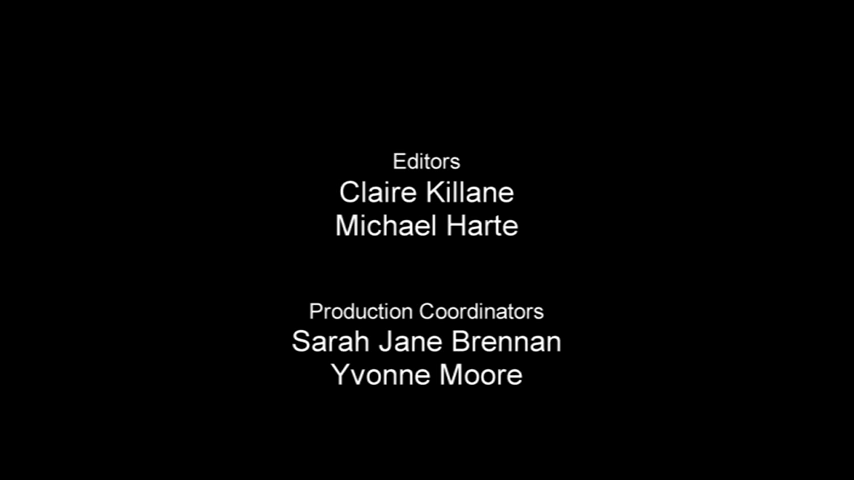 Editors
Claire Killane
Michael Harte
Production Coordinators
Sarah Jane Brennan
Yvonne Moore